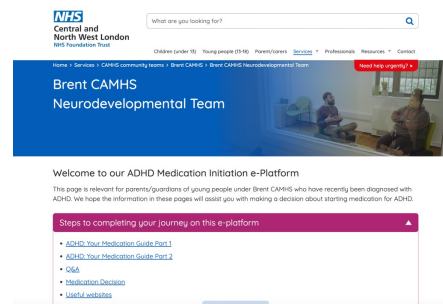 NHS
Central and
North West London
NHS Foundation Trust
What are you looking for?
Children (under 13) Young people (13-18) Parent/carers Services Professionals Resources Contact
Home > Services > CAMHS community teams > Brent CAMHS > Brent CAMHS Neurodevelopmental Team
Need help urgently?
Brent CAMHS
Neurodevelopmental Team
Welcome to our ADHD Medication Initiation e-Platform
This page is relevant for parents/guardians of young people under Brent CAMHS who have recently been diagnosed with
ADHD. We hope the information in these pages will assist you with making a decision about starting medication for ADHD.
Steps to completing your journey on this e-platform
• ADHD: Your Medication Guide Part 1
• ADHD: Your Medication Guide Part 2
• Q&A
• Medication Decision
• Useful websites